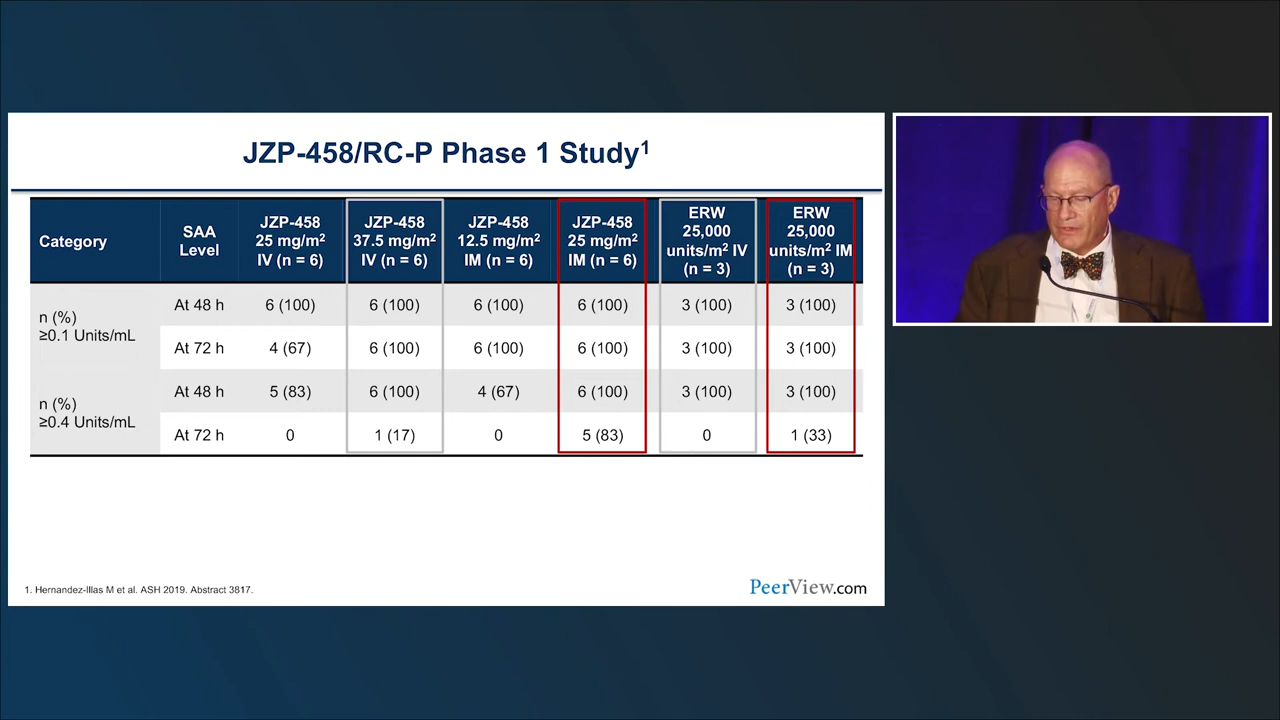 JZP-458/RC-P Phase 1 Study¹
Category
SAA
Level
JZP-458
25 mg/m²
IV (n = 6)
JZP-458
37.5 mg/m²
IV (n = 6)
JZP-458
12.5 mg/m²
IM (n = 6)
JZP-458
25 mg/m²
IM (n = 6)
ERW
25,000
units/m² IV
(n = 3)
ERW
25,000
units/m² IM
(n = 3)
n (%)
≥0.1 Units/mL
At 48 h 6 (100) 6 (100) 6 (100) 6 (100) 3 (100) 3 (100)
At 72 h 4 (67) 6 (100) 6 (100) 6 (100) 3 (100) 3 (100)
n (%)
≥0.4 Units/mL
At 48 h 5 (83) 6 (100) 4 (67) 6 (100) 3 (100) 3 (100)
At 72 h 0 1 (17) 0 5 (83) 0 1 (33)
1. Hernandez-Illas M et al. ASH 2019. Abstract 3817.
PeerView.com